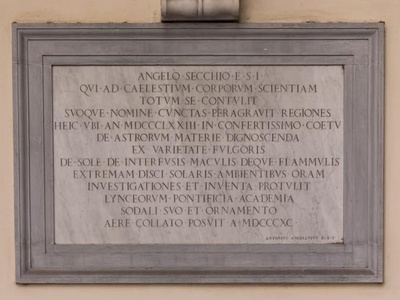 ANGELO SECCHIO E S I
QVI AD CAELESTIVM CORPORVM SCIENTIAM
TOTVM SE CONTVLIT
SVOQVE NOMINE CVNCTAS PERAGRAVIT REGIONES
HEIC VBI AN MDCCCLXXIII IN CONFERTISSIMO COETV
DE ASTRORVM MATERIE DIGNOSCENDA
EX VARIETATE FVLGORIS
DE SOLE DE INTERFVSIS MACVLIS DEQVE FLAMMVLIS
EXTREMAM DISCI SOLARIS AMBIENTIBVS ORAM
INVESTIGATIONES ET INVENTA PROTVLIT
LYNCEORVM PONTIFICIA ACADEMIA
SODALI SVO ET ORNAMENTO
AERE COLLATO POSVIT A MDCCCXC